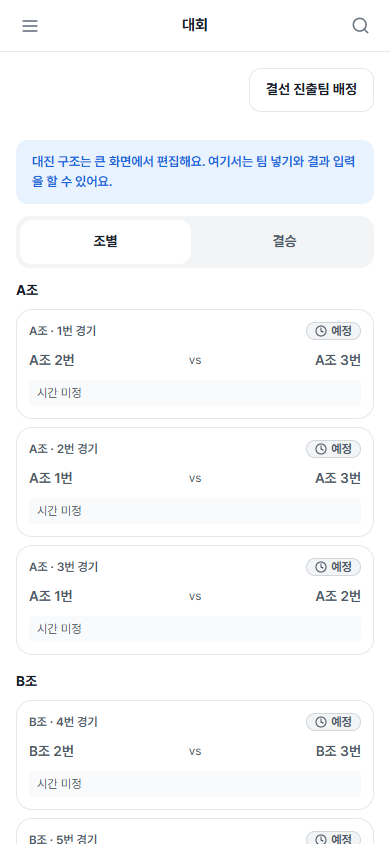 대회
결선 진출팀 배정
대진 구조는 큰 화면에서 편집해요. 여기서는 팀 넣기와 결과 입력
을 할 수 있어요.
조별 결승
A조
A조 · 1번 경기 예정
A조 2번 vs A조 3번
시간 미정
A조 · 2번 경기 예정
A조 1번 vs A조 3번
시간 미정
A조 · 3번 경기 예정
A조 1번 vs A조 2번
시간 미정
B조
B조 · 4번 경기 예정
B조 2번 vs B조 3번
시간 미정
B조 · 5번 경기 예정